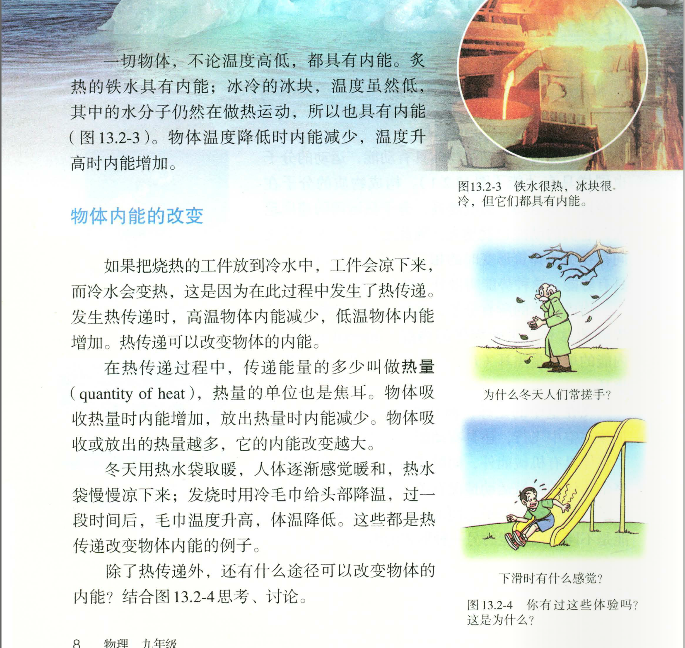 一切物体，不论温度高低，都具有内能。炙
热的铁水具有内能；冰冷的冰块，温度虽然低，
其中的水分子仍然在做热运动，所以也具有内能
（图13.2-3）。物体温度降低时内能减少，温度升
高时内能增加。
图13.2-3 铁水很热，冰块很
冷，但它们都具有内能。
物体内能的改变
如果把烧热的工件放到冷水中，工件会凉下来，
而冷水会变热，这是因为在此过程中发生了热传递。
发生热传递时，高温物体内能减少，低温物体内能
增加。热传递可以改变物体的内能。
在热传递过程中，传递能量的多少叫做热量
（quantity of heat），热量的单位也是焦耳。物体吸
收热量时内能增加，放出热量时内能减少。物体吸
收或放出的热量越多，它的内能改变越大。
冬天用热水袋取暖，人体逐渐感觉暖和，热水
袋慢慢凉下来；发烧时用冷毛巾给头部降温，过一
段时间后，毛巾温度升高，体温降低。这些都是热
传递改变物体内能的例子。
除了热传递外，还有什么途径可以改变物体的
内能？结合图13.2-4思考、讨论。
为什么冬天人们常搓手？
下滑时有什么感觉？
图13.2-4 你有过这些体验吗？
这是为什么？
8 物理 九年级